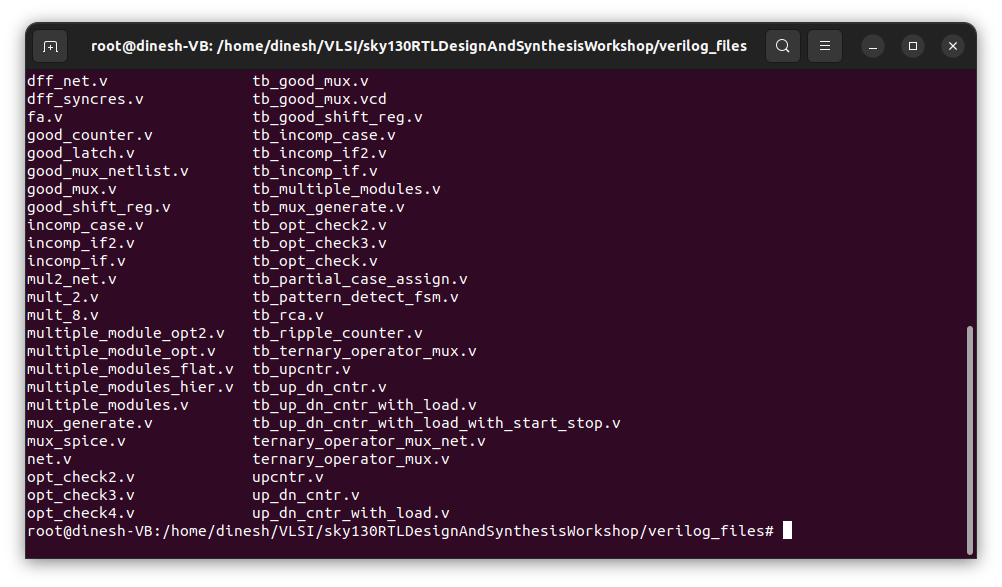 root@dinesh-VB: /home/dinesh/VLSI/sky130RTLDesignAndSynthesisWorkshop/verilog_files
dff_net.v tb_good_mux.v
dff_syncres.v tb_good_mux.vcd
fa.v tb_good_shift_reg.v
good_counter.v tb_incomp_case.v
good_latch.v tb_incomp_if2.v
good_mux_netlist.v tb_incomp_if.v
good_mux.v tb_multiple_modules.v
good_shift_reg.v tb_mux_generate.v
incomp_case.v tb_opt_check2.v
incomp_if2.v tb_opt_check3.v
incomp_if.v tb_opt_check.v
mul2_net.v tb_partial_case_assign.v
mult_2.v tb_pattern_detect_fsm.v
mult_8.v tb_rca.v
multiple_module_opt2.v tb_ripple_counter.v
multiple_module_opt.v tb_ternary_operator_mux.v
multiple_modules_flat.v tb_upcntr.v
multiple_modules_hier.v tb_up_dn_cntr.v
multiple_modules.v tb_up_dn_cntr_with_load.v
mux_generate.v tb_up_dn_cntr_with_load_with_start_stop.v
mux_spice.v ternary_operator_mux_net.v
net.v ternary_operator_mux.v
opt_check2.v upcntr.v
opt_check3.v up_dn_cntr.v
opt_check4.v up_dn_cntr_with_load.v
root@dinesh-VB:/home/dinesh/VLSI/sky130RTLDesignAndSynthesisWorkshop/verilog_files#